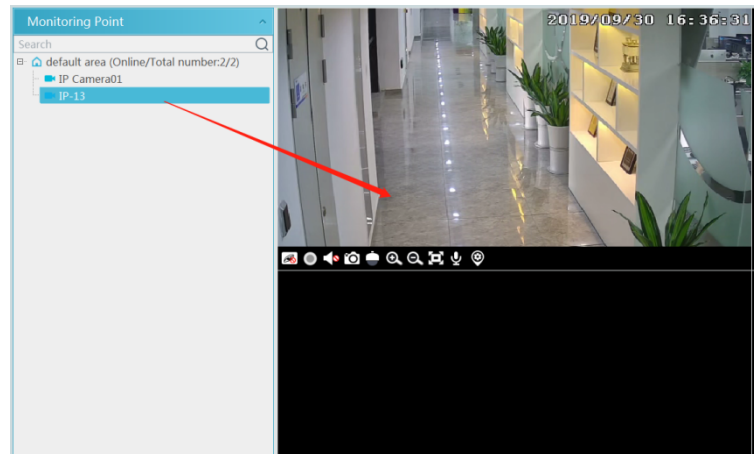 Monitoring Point
2019/09/30 16:36:31
Search
default area (Online/Total number:2/2)
IP Camera01
IP-13